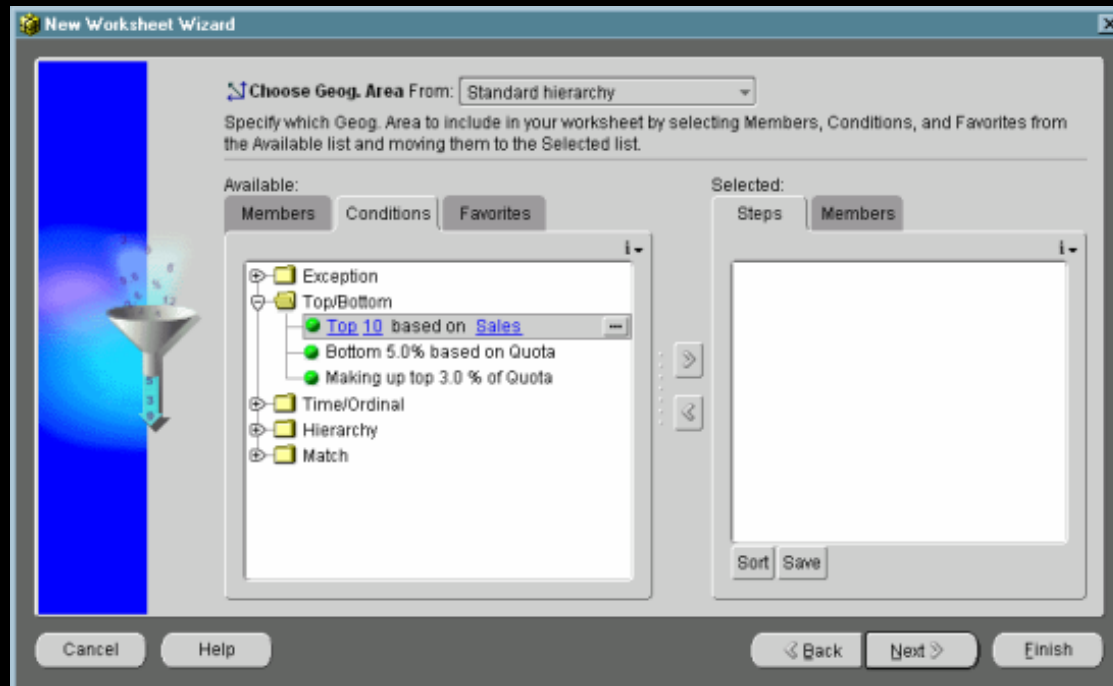 New Worksheet Wizard
Choose Geog. Area From: Standard hierarchy
Specify which Geog. Area to include in your worksheet by selecting Members, Conditions, and Favorites from
the Available list and moving them to the Selected list.
Available:
Members Conditions Favorites
Exception
Top/Bottom
Top 10 based on Sales
Bottom 5.0% based on Quota
Making up top 3.0 % of Quota
Time/Ordinal
Hierarchy
Match
Selected:
Steps Members
Sort Save
Cancel Help Back Next Finish